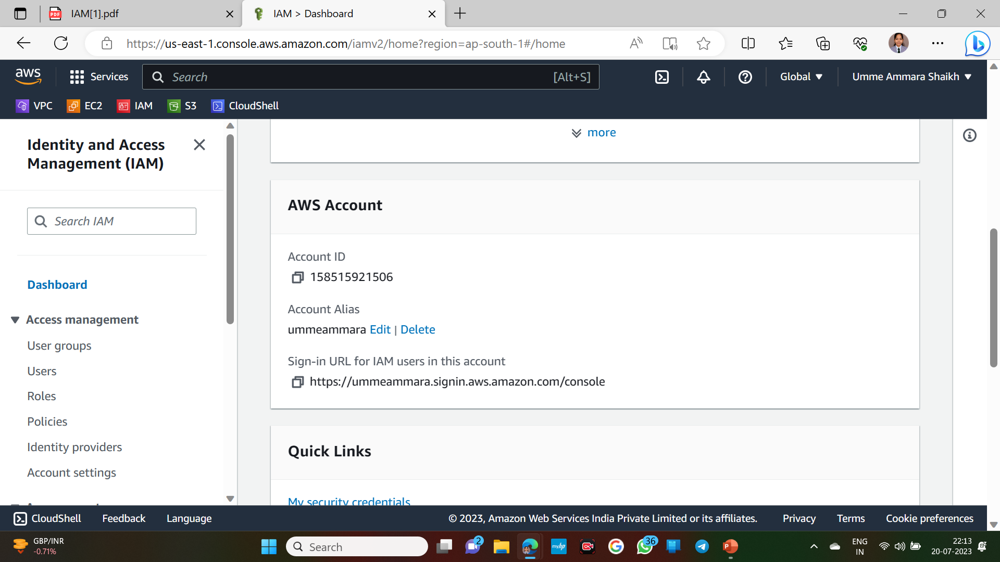 IAM[1].pdf
IAM > Dashboard
https://us-east-1.console.aws.amazon.com/iamv2/home?region=ap-south-1#/home
aws
Services
Search
[Alt+S]
Global
Umme Ammara Shaikh
VPC
EC2
IAM
S3
CloudShell
Identity and Access
Management (IAM)
Search IAM
Dashboard
Access management
User groups
Users
Roles
Policies
Identity providers
Account settings
more
AWS Account
Account ID
158515921506
Account Alias
ummeammara Edit | Delete
Sign-in URL for IAM users in this account
https://ummeammara.signin.aws.amazon.com/console
Quick Links
My security credentials
CloudShell
Feedback
Language
© 2023, Amazon Web Services India Private Limited or its affiliates.
Privacy
Terms
Cookie preferences
GBP/INR
-0.71%
Search
2
myhp
36
ENG
IN
22:13
20-07-2023